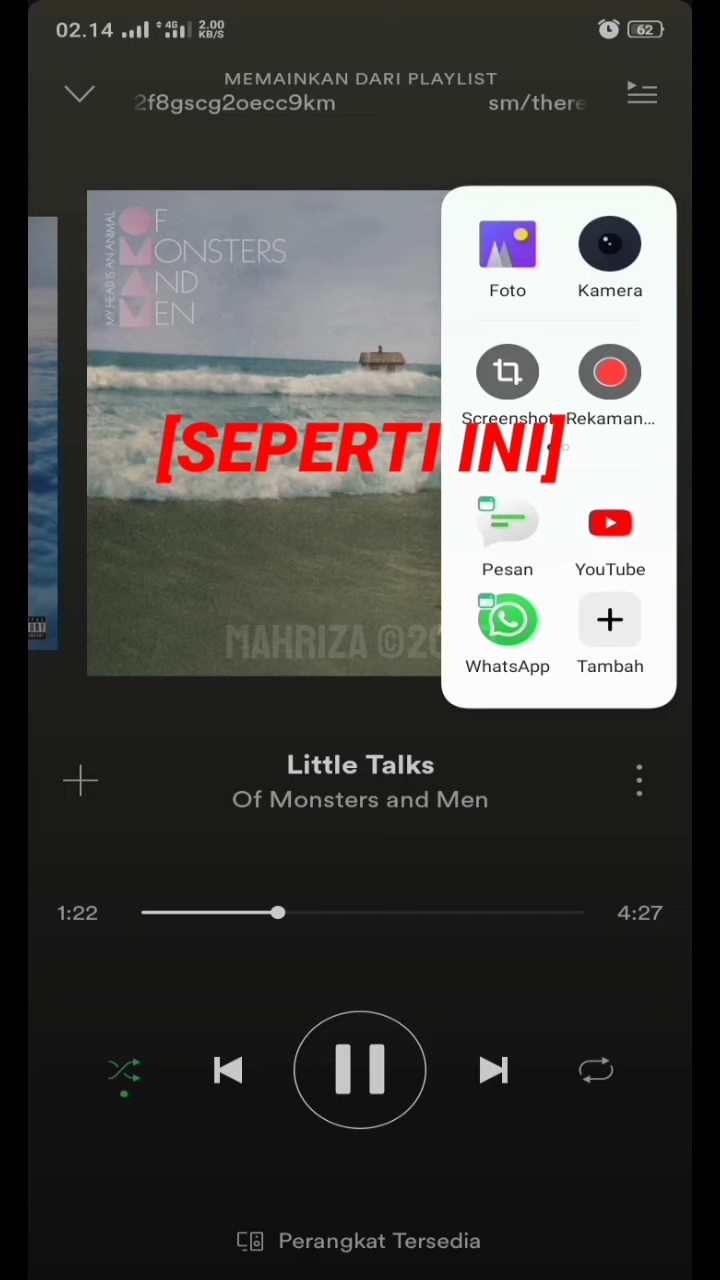 02.14 4G 2.00 KB/S 62
MEMAINKAN DARI PLAYLIST
2f8gscg2oecc9km sm/there
MY HEAD IS AN ANIMAL
OF
MONSTERS
AND
MEN
Foto Kamera
Screenshot Rekaman...
[SEPERTI INI]
Pesan YouTube
WhatsApp Tambah
MAHRIZA ©20
Little Talks
Of Monsters and Men
1:22 4:27
Perangkat Tersedia